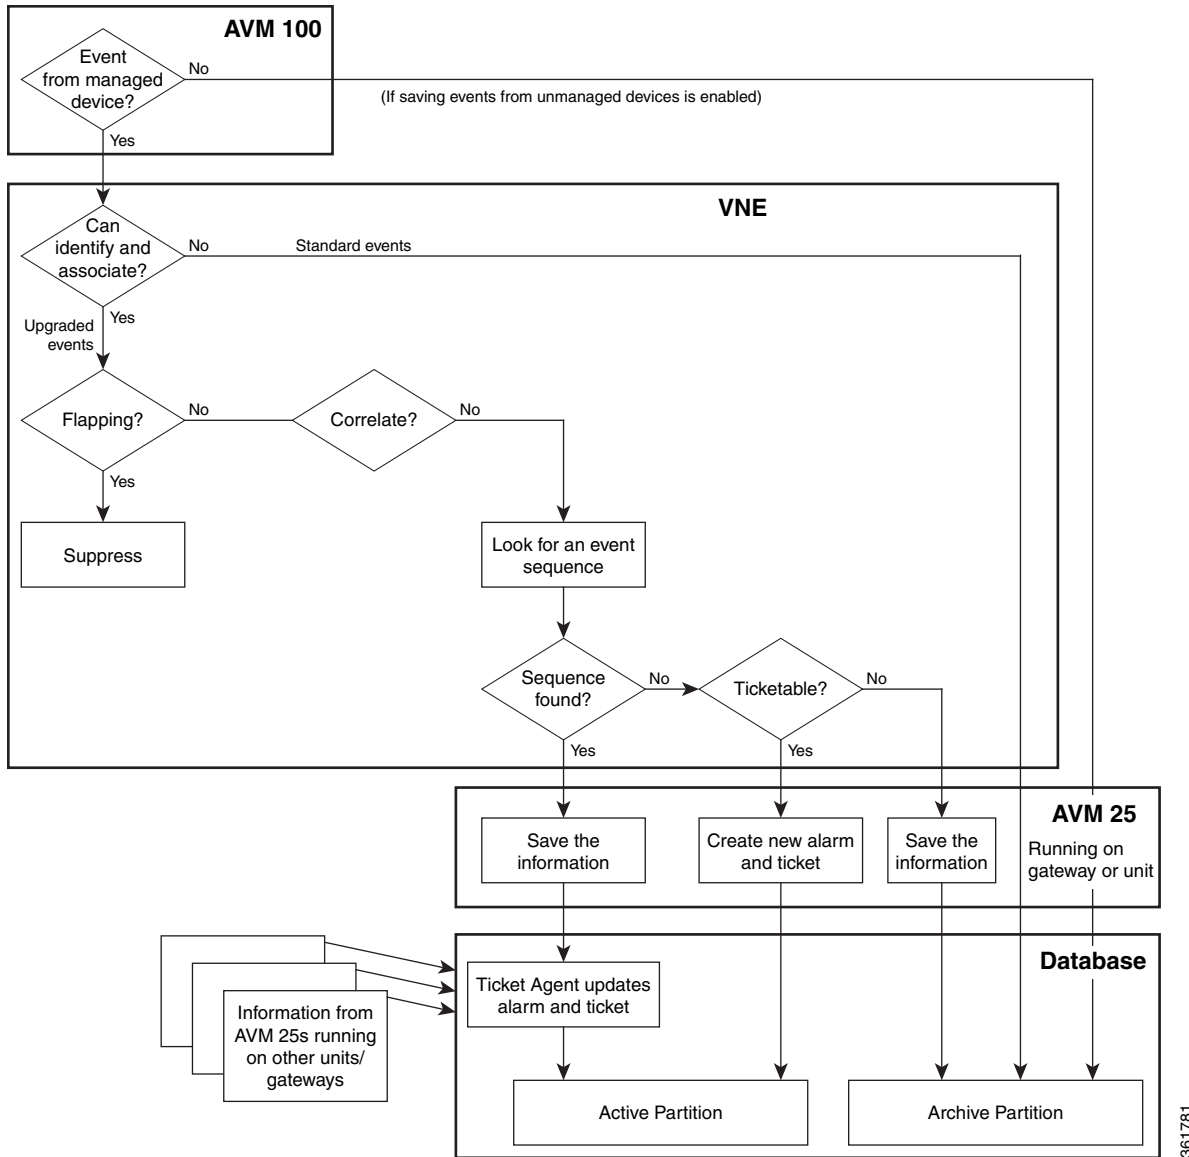 AVM 100
Event
from managed
device?
No
(If saving events from unmanaged devices is enabled)
Yes
VNE
Can
identify and
associate?
No
Standard events
Yes
Upgraded
events
Flapping?
No
Correlate?
No
Yes
Suppress
Look for an event
sequence
Sequence
found?
No
Ticketable?
No
Yes
Yes
AVM 25
Save the
information
Create new alarm
and ticket
Save the
information
Running on
gateway or unit
Database
Ticket Agent updates
alarm and ticket
Information from
AVM 25s running
on other units/
gateways
Active Partition
Archive Partition
361781